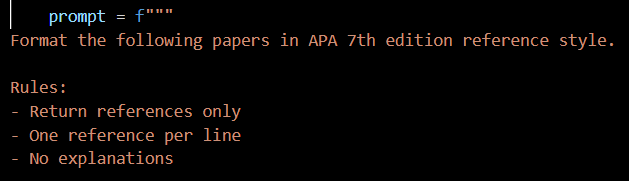 prompt = f"""
Format the following papers in APA 7th edition reference style.
Rules:
- Return references only
- One reference per line
- No explanations